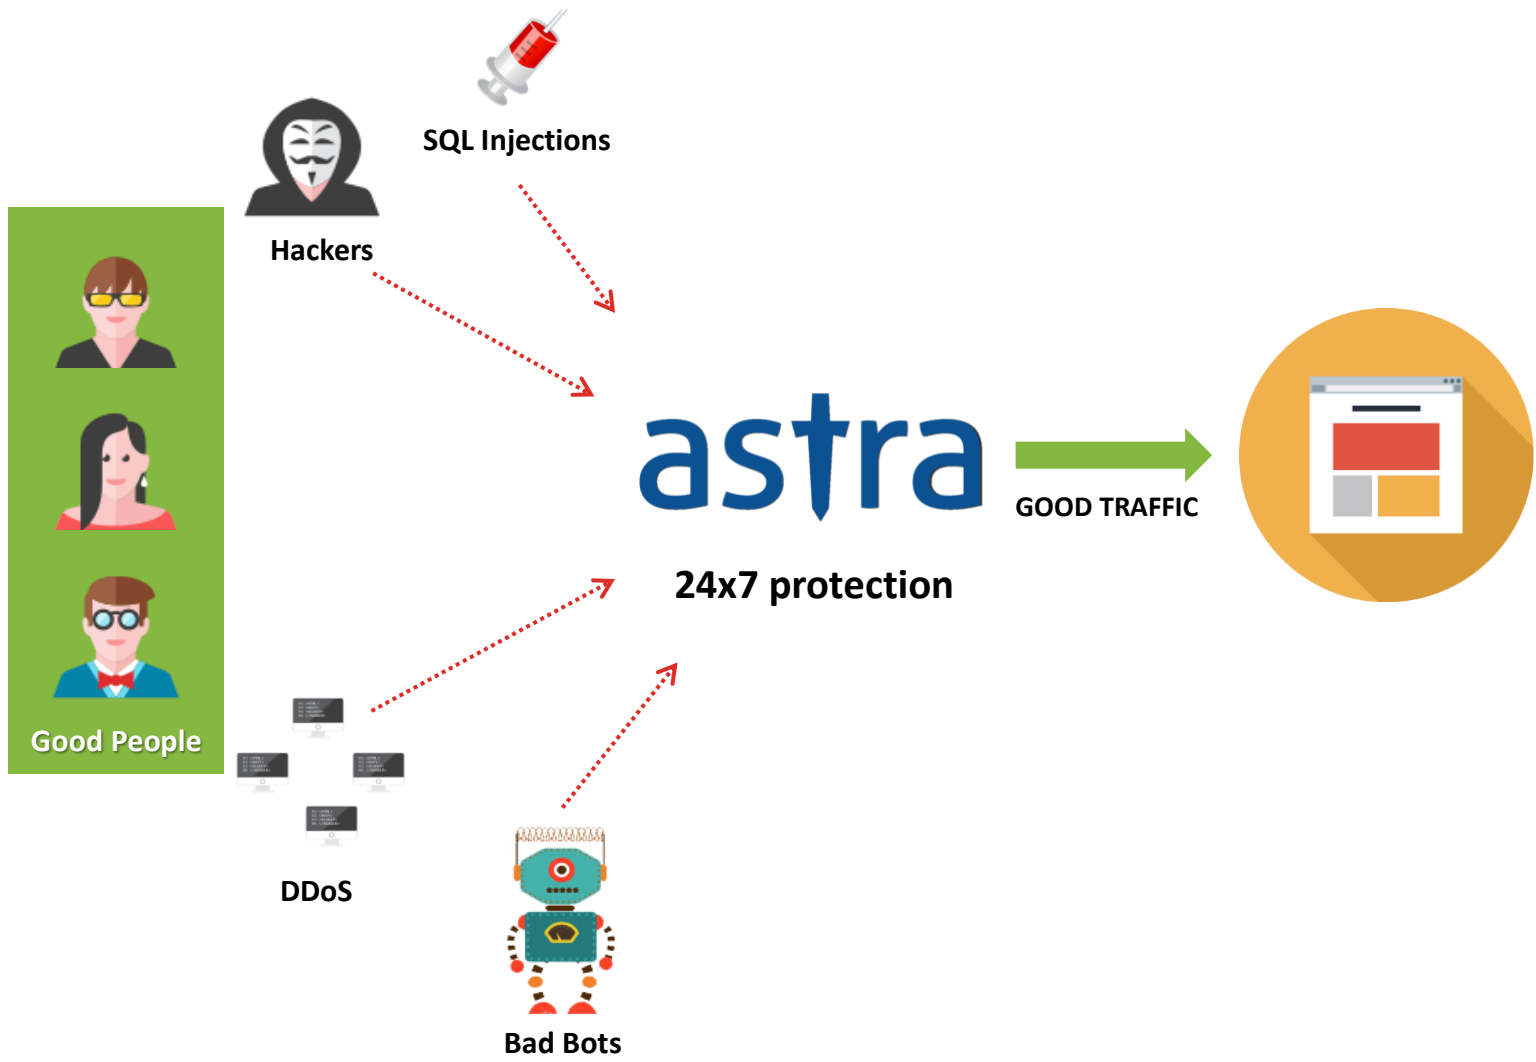 SQL Injections
Hackers
astra
GOOD TRAFFIC
24x7 protection
Good People
DDoS
Bad Bots